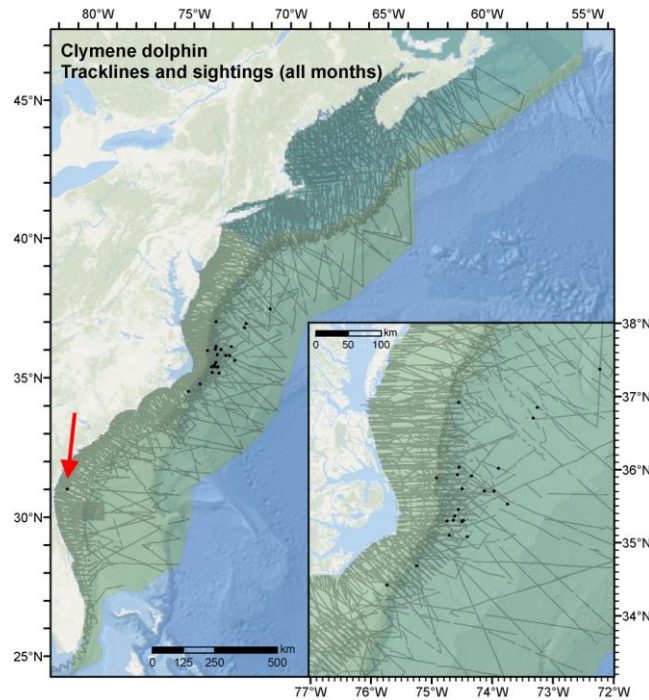 80°W 75°W 70°W 65°W 60°W 55°W
Clymene dolphin
Tracklines and sightings (all months)
45°N
40°N
35°N
30°N
25°N
km
0 50 100
38°N
37°N
36°N
35°N
34°N
km
0 125 250 500
77°W 76°W 75°W 74°W 73°W 72°W